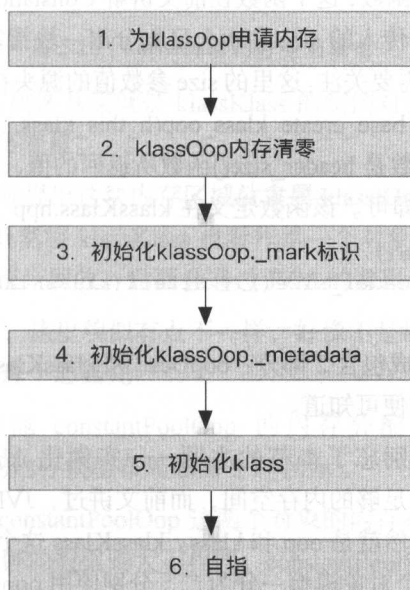 1. 为klassOop申请内存
2. klassOop内存清零
3. 初始化klassOop._mark标识
4. 初始化klassOop._metadata
5. 初始化klass
6. 自指